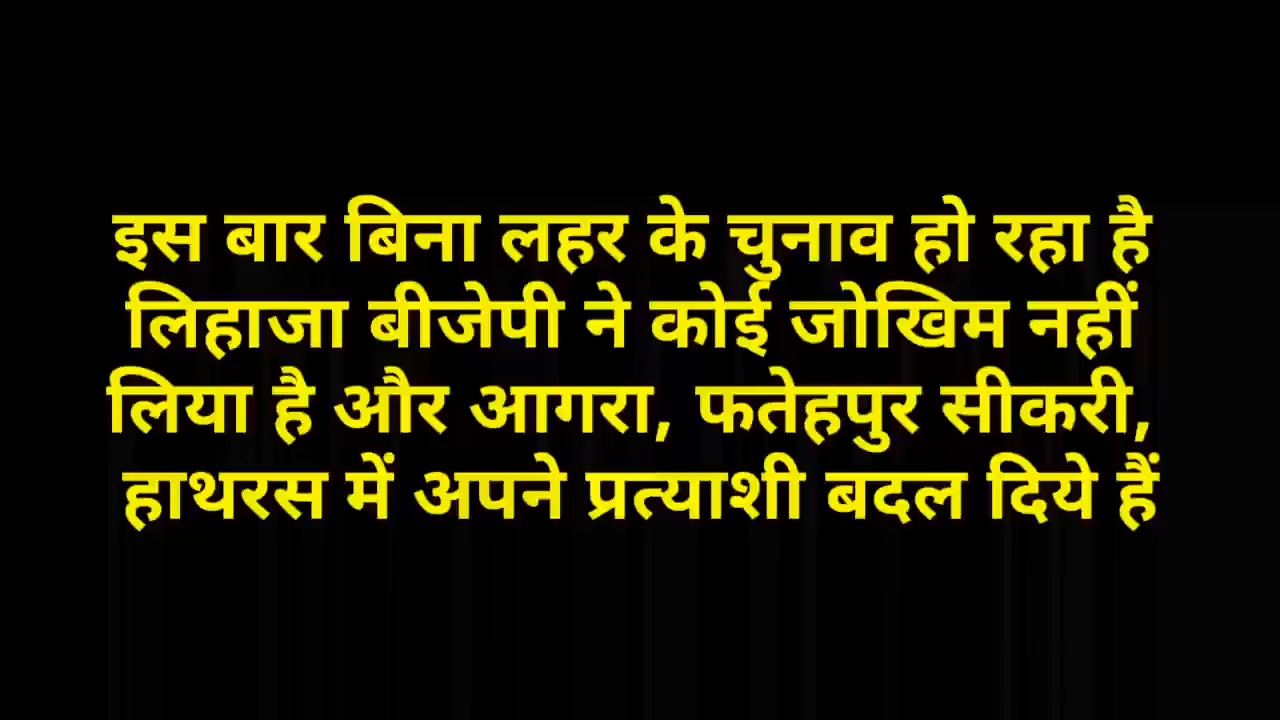 इस बार बिना लहर के चुनाव हो रहा है
लिहाजा बीजेपी ने कोई जोखिम नहीं
लिया है और आगरा, फतेहपुर सीकरी,
हाथरस में अपने प्रत्याशी बदल दिये हैं